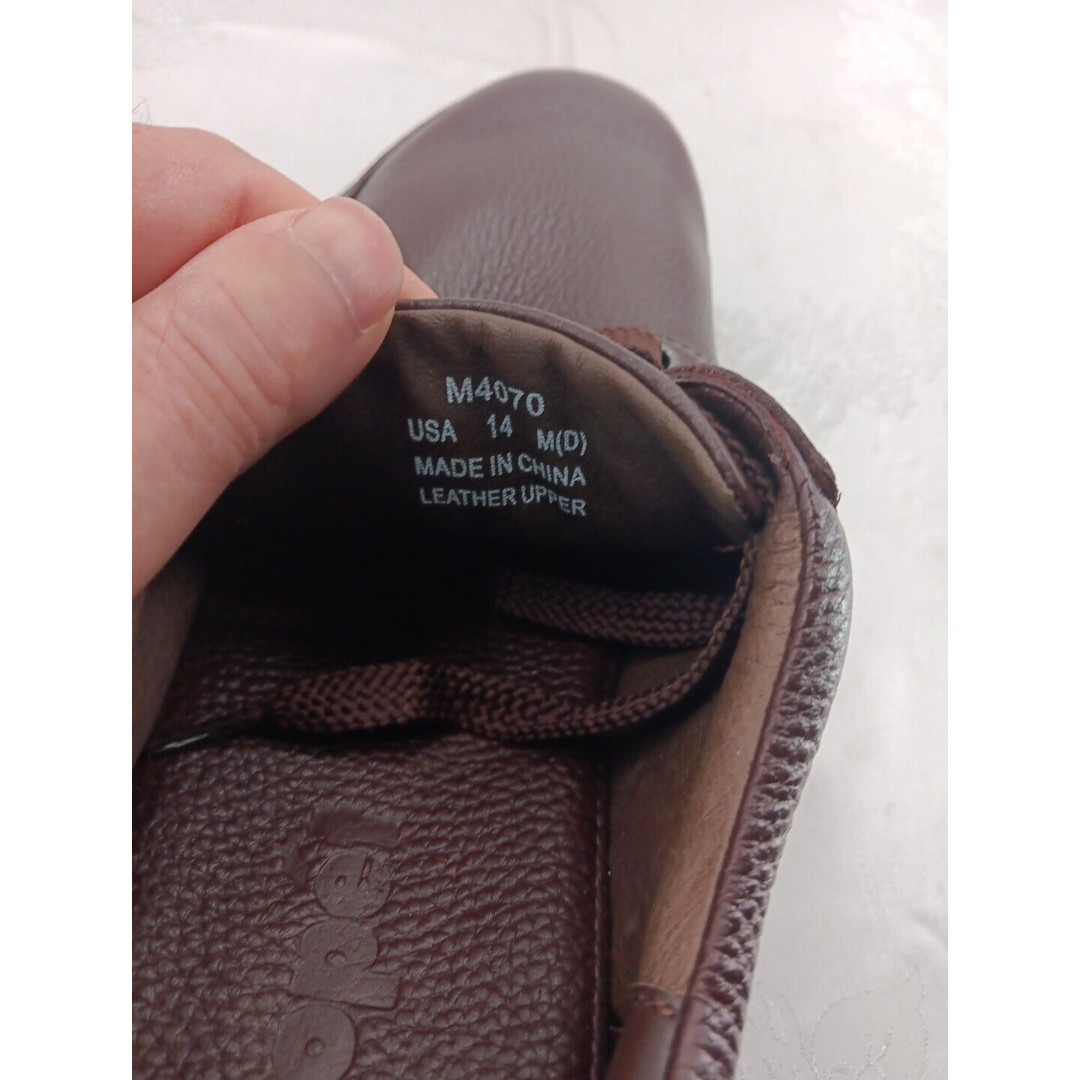 M4070
USA 14 M(D)
MADE IN CHINA
LEATHER UPPER